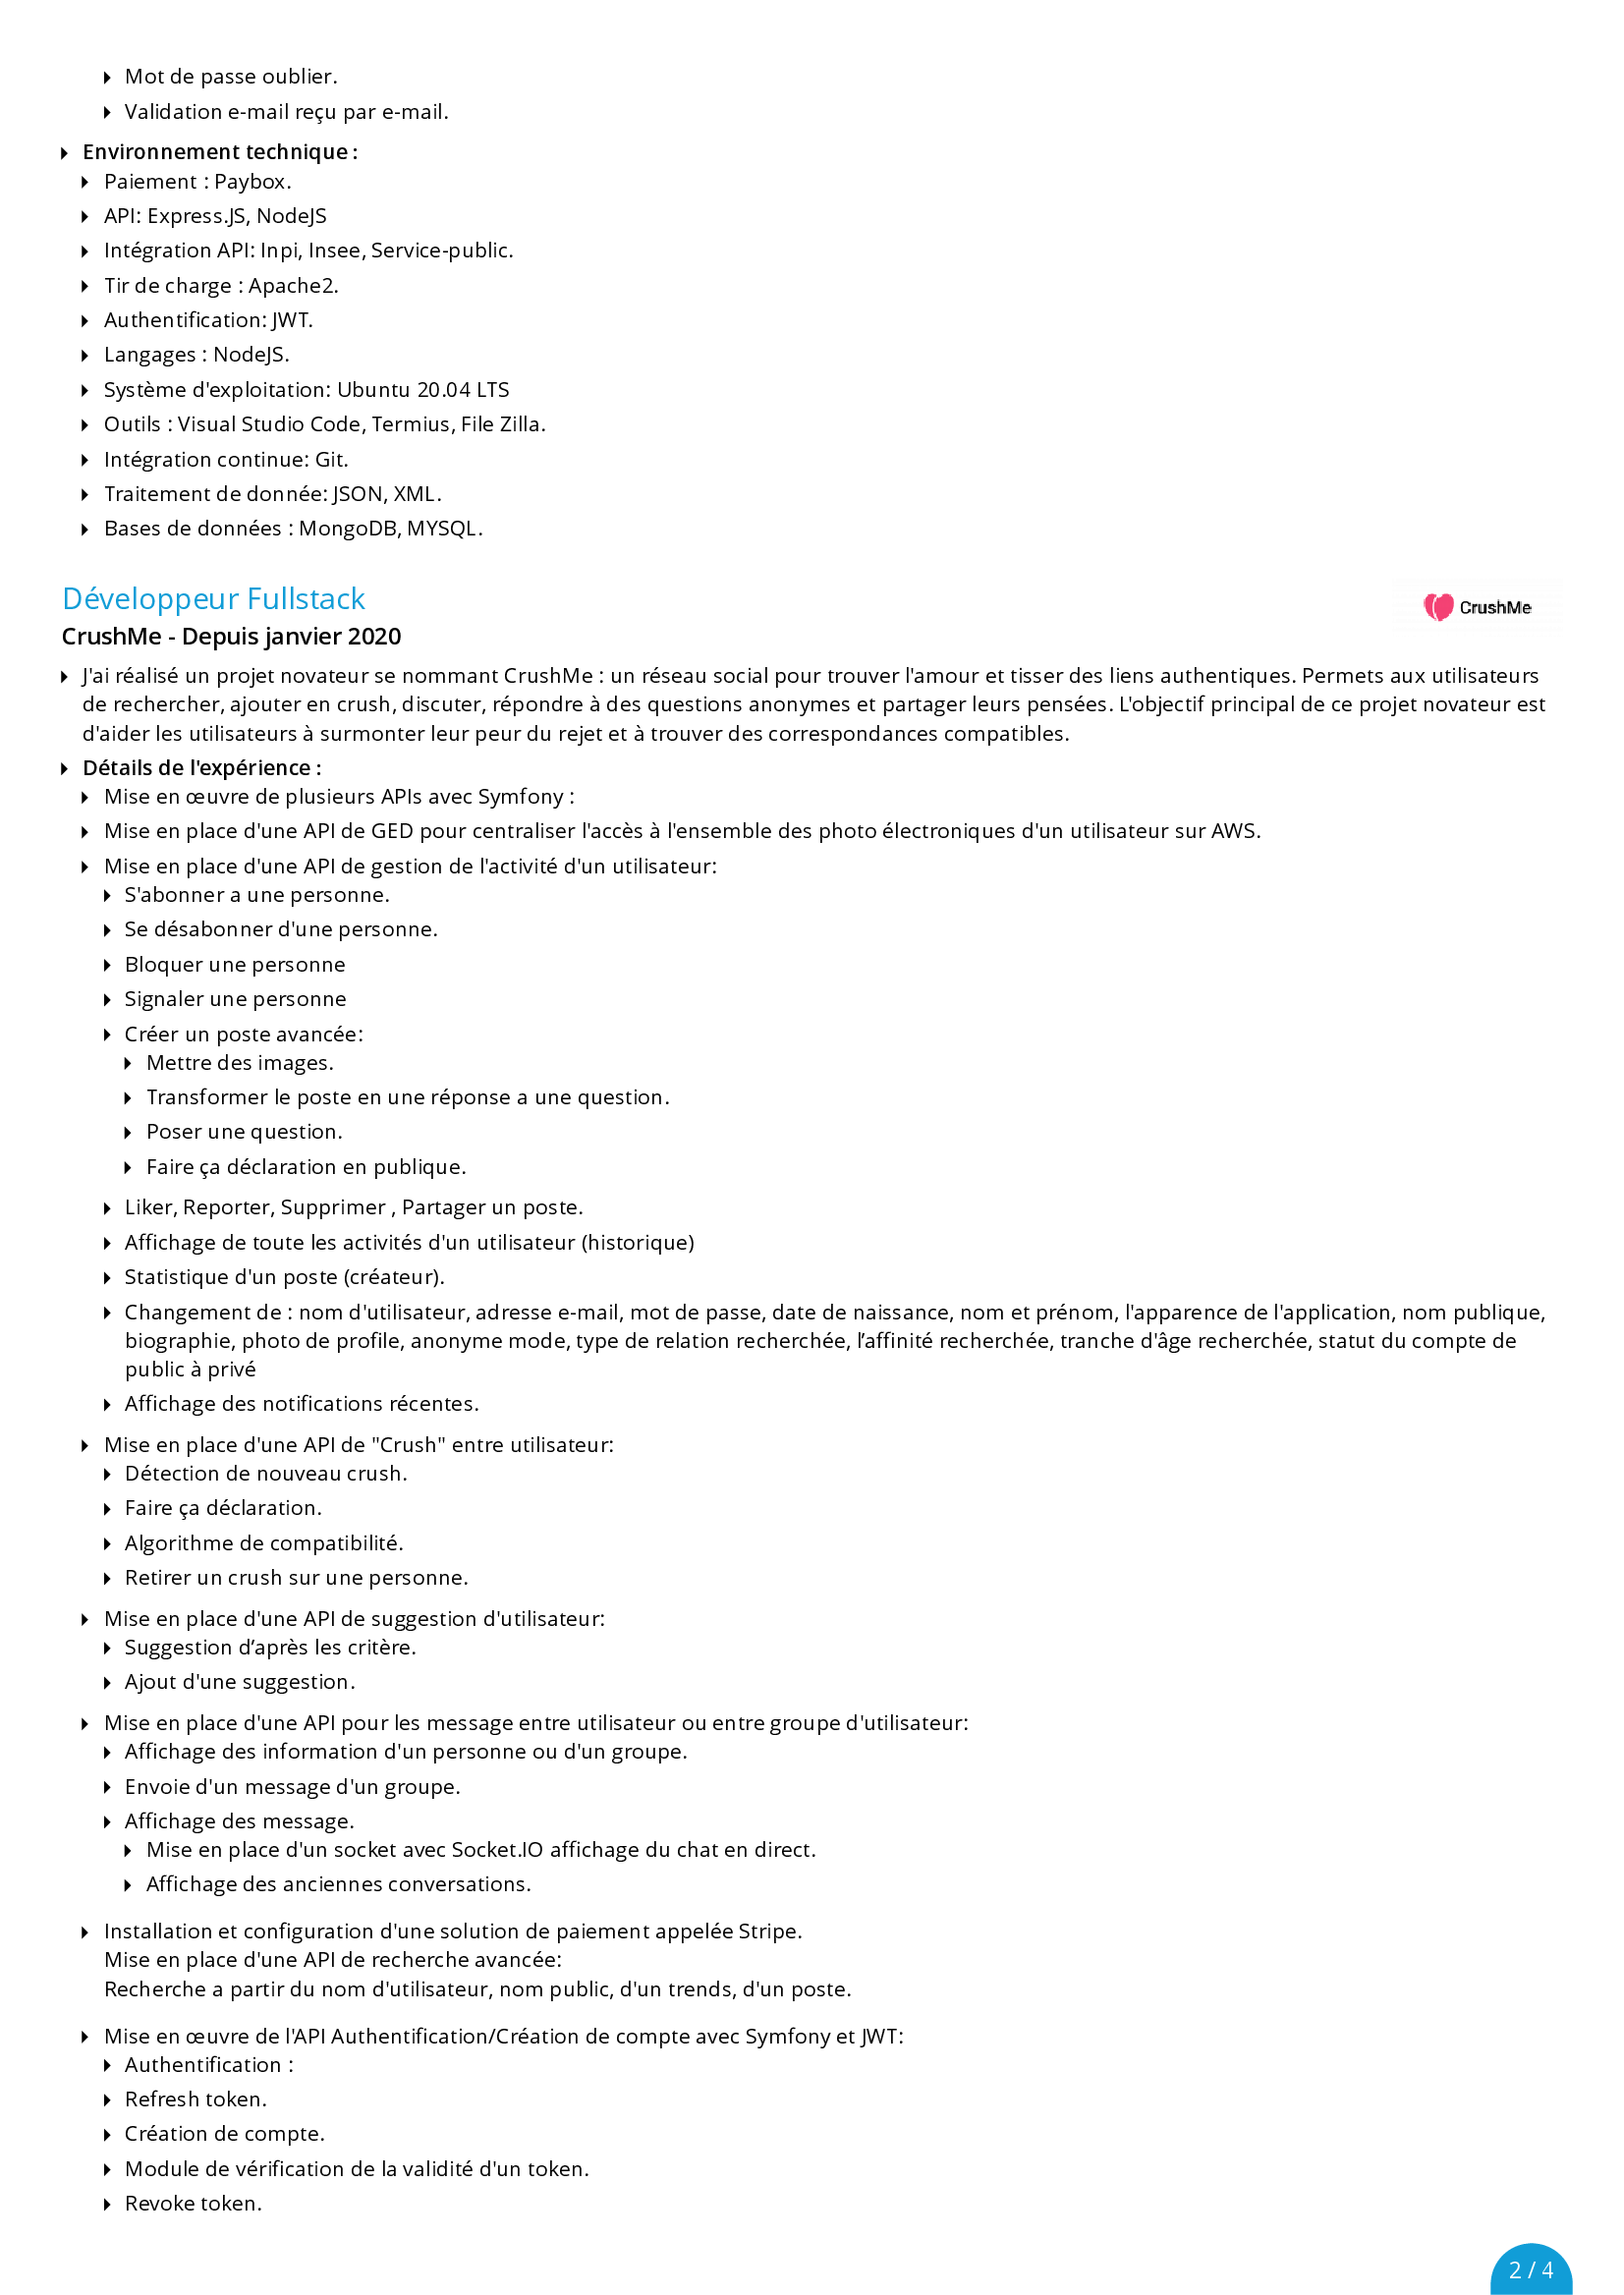 Mot de passe oublier.
Validation e-mail reçu par e-mail.
Environnement technique :
Paiement : Paybox.
API: Express.JS, NodeJS
Intégration API: Inpi, Insee, Service-public.
Tir de charge : Apache2.
Authentification: JWT.
Langages : NodeJS.
Système d'exploitation: Ubuntu 20.04 LTS
Outils : Visual Studio Code, Termius, File Zilla.
Intégration continue: Git.
Traitement de donnée: JSON, XML.
Bases de données : MongoDB, MYSQL.
Développeur Fullstack
CrushMe
CrushMe - Depuis janvier 2020
J'ai réalisé un projet novateur se nommant CrushMe : un réseau social pour trouver l'amour et tisser des liens authentiques. Permets aux utilisateurs
de rechercher, ajouter en crush, discuter, répondre à des questions anonymes et partager leurs pensées. L'objectif principal de ce projet novateur est
d'aider les utilisateurs à surmonter leur peur du rejet et à trouver des correspondances compatibles.
Détails de l'expérience :
Mise en œuvre de plusieurs APIs avec Symfony :
Mise en place d'une API de GED pour centraliser l'accès à l'ensemble des photo électroniques d'un utilisateur sur AWS.
Mise en place d'une API de gestion de l'activité d'un utilisateur:
S'abonner a une personne.
Se désabonner d'une personne.
Bloquer une personne
Signaler une personne
Créer un poste avancée:
Mettre des images.
Transformer le poste en une réponse a une question.
Poser une question.
Faire ça déclaration en publique.
Liker, Reporter, Supprimer , Partager un poste.
Affichage de toute les activités d'un utilisateur (historique)
Statistique d'un poste (créateur).
Changement de : nom d'utilisateur, adresse e-mail, mot de passe, date de naissance, nom et prénom, l'apparence de l'application, nom publique,
biographie, photo de profile, anonyme mode, type de relation recherchée, l’affinité recherchée, tranche d'âge recherchée, statut du compte de
public à privé
Affichage des notifications récentes.
Mise en place d'une API de "Crush" entre utilisateur:
Détection de nouveau crush.
Faire ça déclaration.
Algorithme de compatibilité.
Retirer un crush sur une personne.
Mise en place d'une API de suggestion d'utilisateur:
Suggestion d’après les critère.
Ajout d'une suggestion.
Mise en place d'une API pour les message entre utilisateur ou entre groupe d'utilisateur:
Affichage des information d'un personne ou d'un groupe.
Envoie d'un message d'un groupe.
Affichage des message.
Mise en place d'un socket avec Socket.IO affichage du chat en direct.
Affichage des anciennes conversations.
Installation et configuration d'une solution de paiement appelée Stripe.
Mise en place d'une API de recherche avancée:
Recherche a partir du nom d'utilisateur, nom public, d'un trends, d'un poste.
Mise en œuvre de l'API Authentification/Création de compte avec Symfony et JWT:
Authentification :
Refresh token.
Création de compte.
Module de vérification de la validité d'un token.
Revoke token.
2 / 4